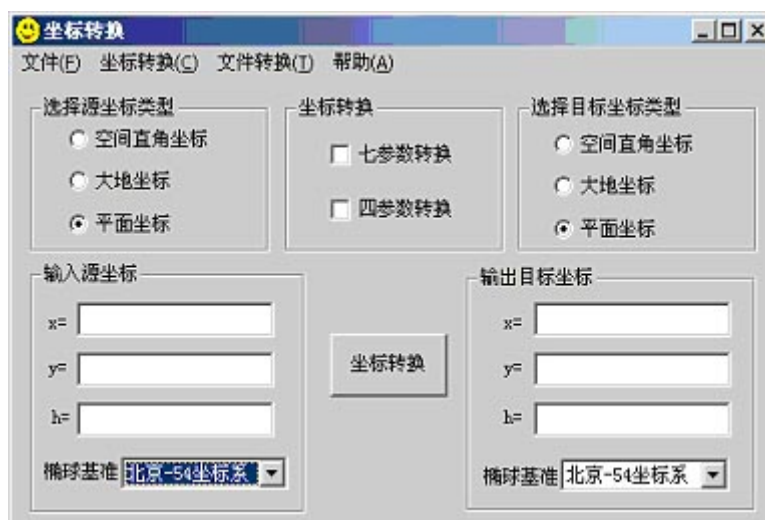 坐标转换
文件(F) 坐标转换(C) 文件转换(T) 帮助(A)
选择源坐标类型
空间直角坐标
大地坐标
平面坐标
坐标转换
七参数转换
四参数转换
选择目标坐标类型
空间直角坐标
大地坐标
平面坐标
输入源坐标
x=
y=
h=
椭球基准 北京-54坐标系
坐标转换
输出目标坐标
x=
y=
h=
椭球基准 北京-54坐标系